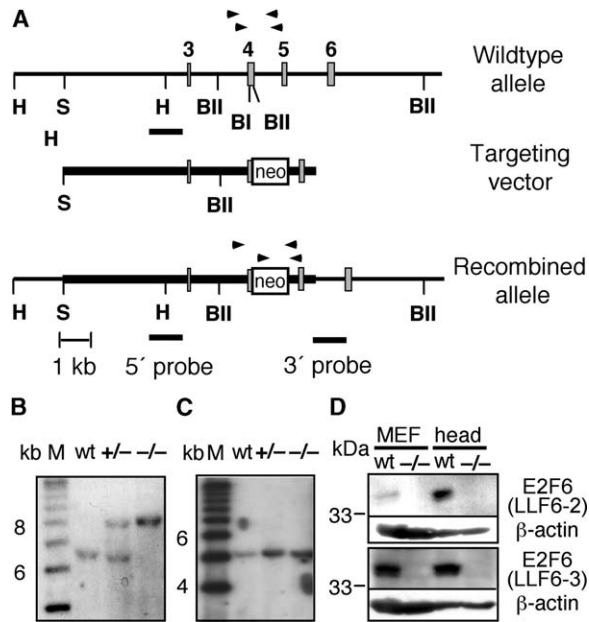 A
3 4 5 6
Wildtype
allele
H S H BII BI BII BII
H
Targeting
vector
neo
S BII
Recombined
allele
neo
H S H BII BII
1 kb 5´ probe 3´ probe
B
kb M wt +/– –/–
8
6
C
kb M wt +/– –/–
6
4
D
MEF head
kDa wt –/– wt –/–
33
E2F6
(LLF6-2)
β-actin
33
E2F6
(LLF6-3)
β-actin